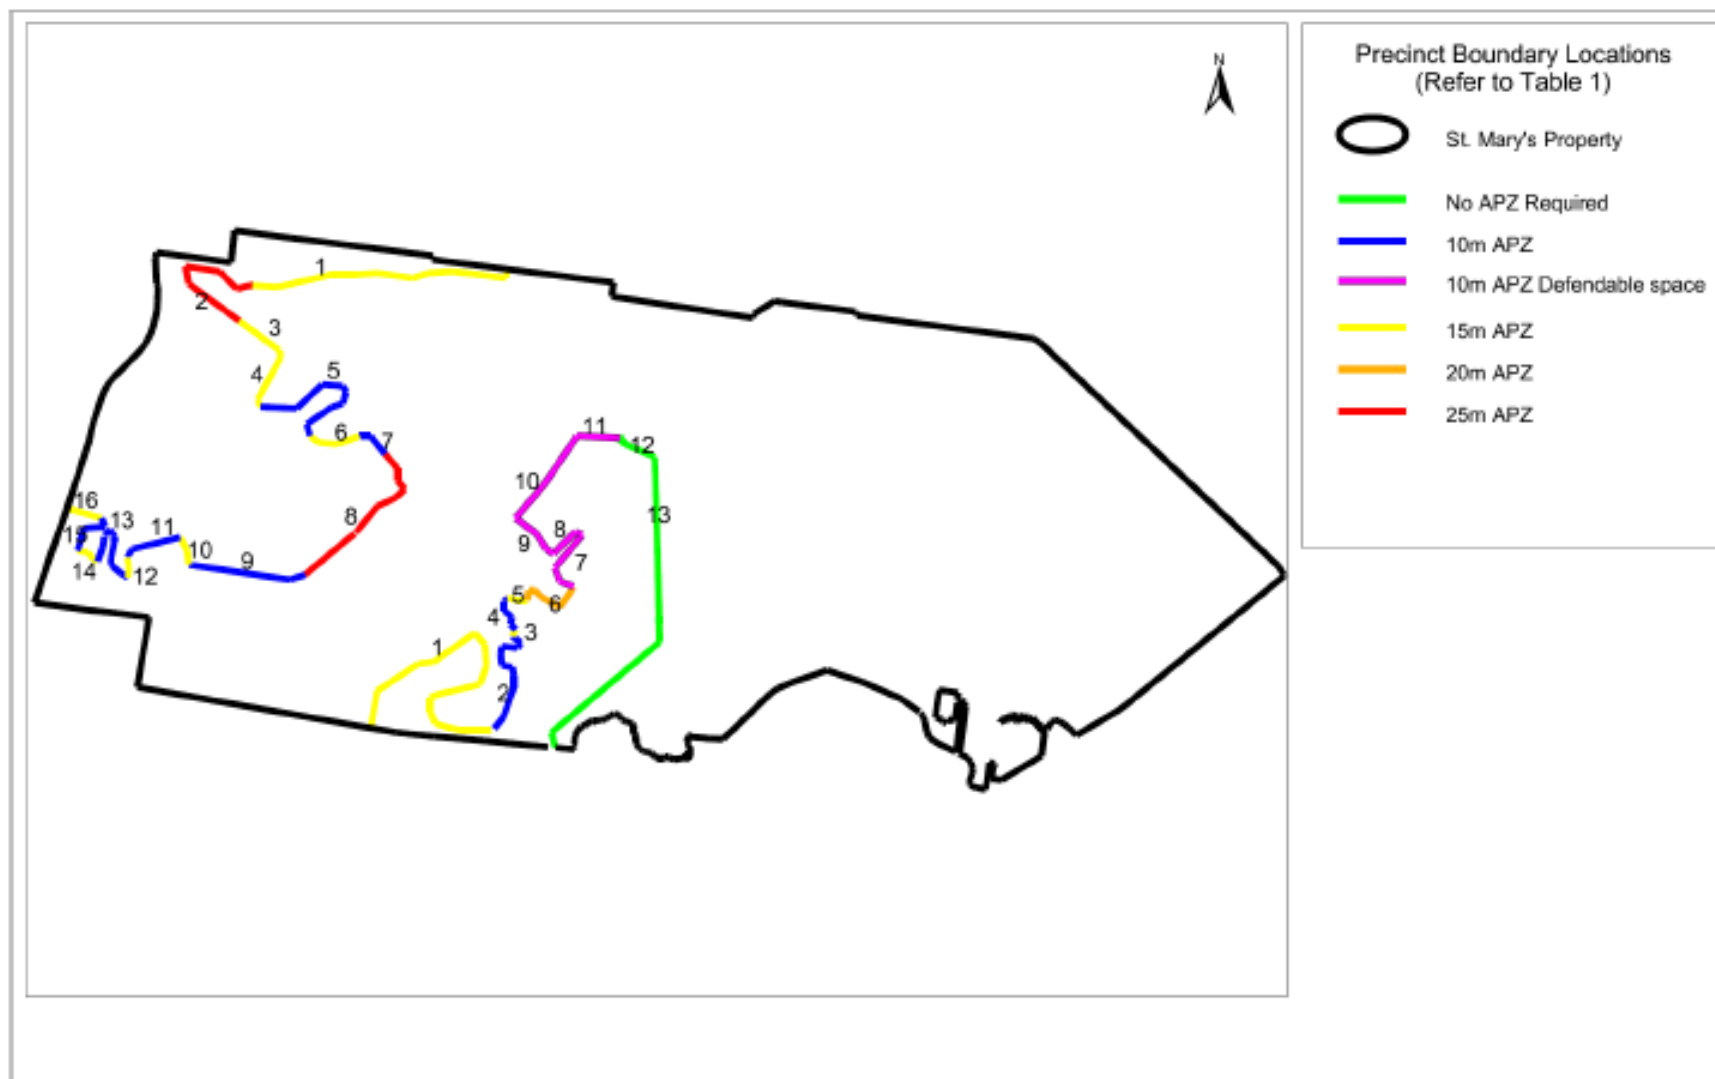 N
Precinct Boundary Locations
(Refer to Table 1)
St. Mary's Property
No APZ Required
10m APZ
10m APZ Defendable space
15m APZ
20m APZ
25m APZ
1
2
3
4
5
6
7
8
9
10
11
12
13
14
15
16
1
2
3
4
5
6
7
8
9
10
11
12
13